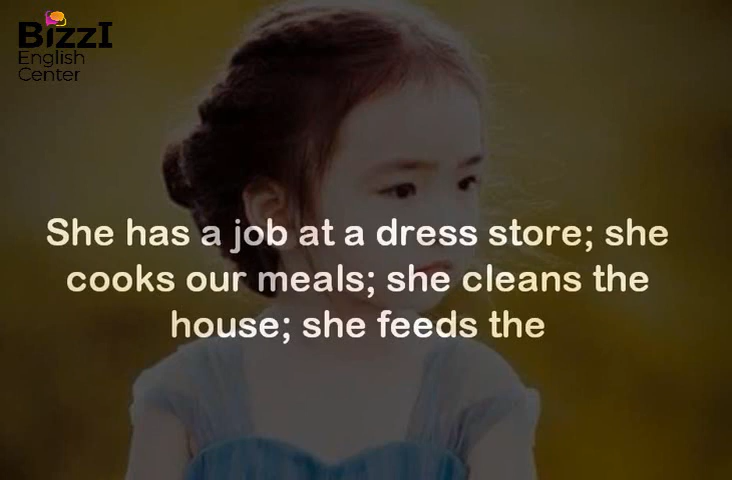 BIZZI
English
Center
She has a job at a dress store; she
cooks our meals; she cleans the
house; she feeds the